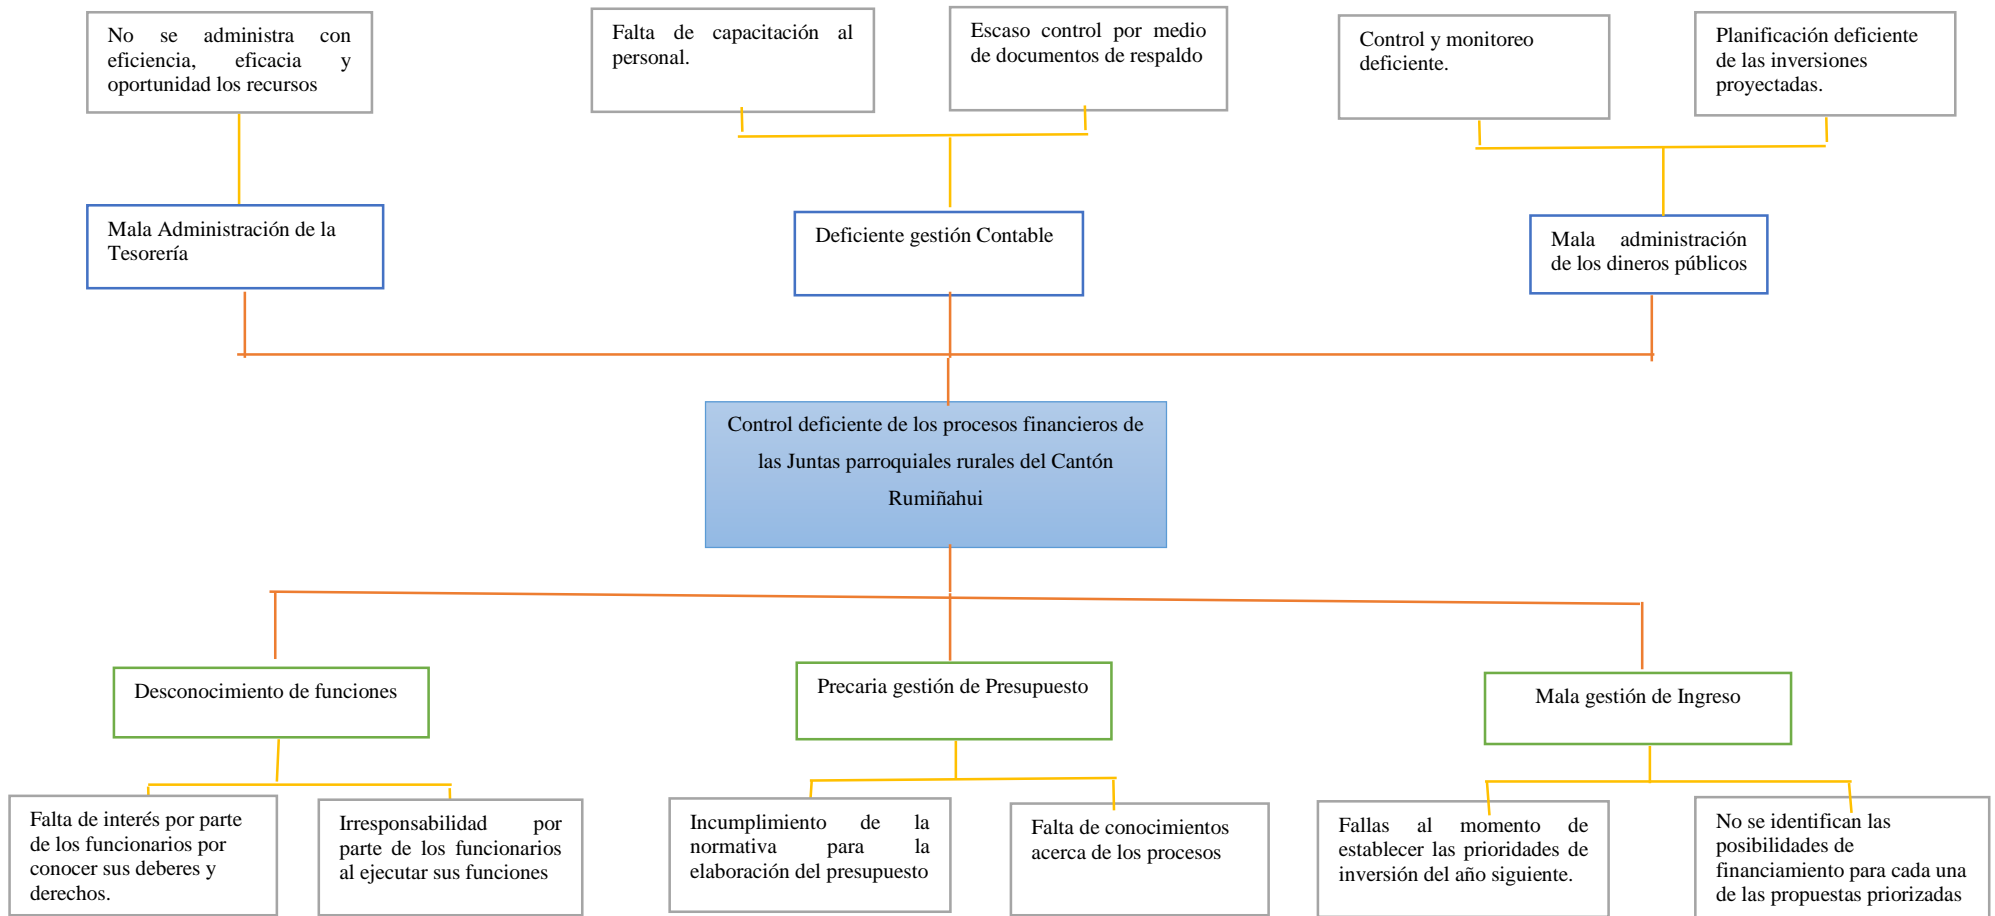 No se administra con
eficiencia, eficacia y
oportunidad los recursos
Falta de capacitación al
personal.
Escaso control por medio
de documentos de respaldo
Control y monitoreo
deficiente.
Planificación deficiente
de las inversiones
proyectadas.
Mala Administración de la
Tesorería
Deficiente gestión Contable
Mala administración
de los dineros públicos
Control deficiente de los procesos financieros de
las Juntas parroquiales rurales del Cantón
Rumiñahui
Desconocimiento de funciones
Precaria gestión de Presupuesto
Mala gestión de Ingreso
Falta de interés por parte
de los funcionarios por
conocer sus deberes y
derechos.
Irresponsabilidad por
parte de los funcionarios
al ejecutar sus funciones
Incumplimiento de la
normativa para la
elaboración del presupuesto
Falta de conocimientos
acerca de los procesos
Fallas al momento de
establecer las prioridades de
inversión del año siguiente.
No se identifican las
posibilidades de
financiamiento para cada una
de las propuestas priorizadas